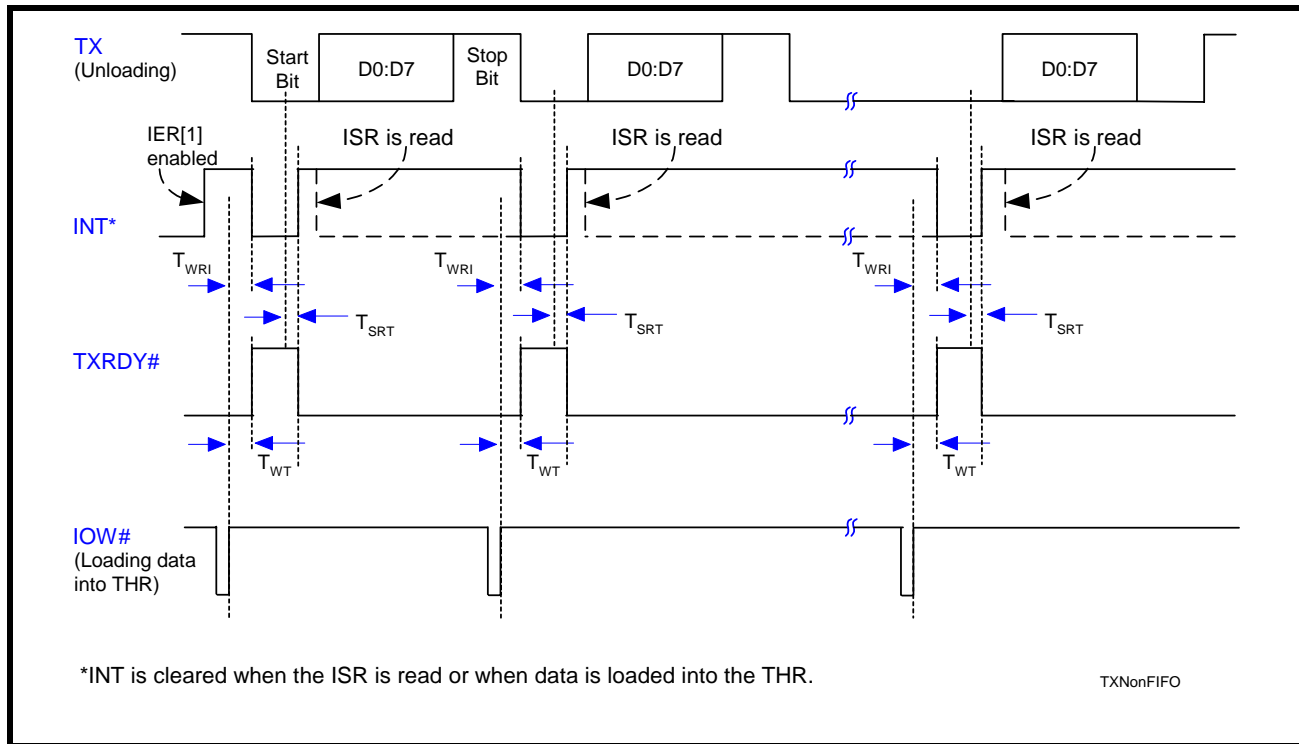 TX
(Unloading)
Start
Bit
D0:D7
Stop
Bit
D0:D7
D0:D7
IER[1]
enabled
ISR is read
ISR is read
ISR is read
INT*
TWRI
TWRI
TWRI
TSRT
TSRT
TSRT
TXRDY#
TWT
TWT
TWT
IOW#
(Loading data
into THR)
*INT is cleared when the ISR is read or when data is loaded into the THR.
TXNonFIFO